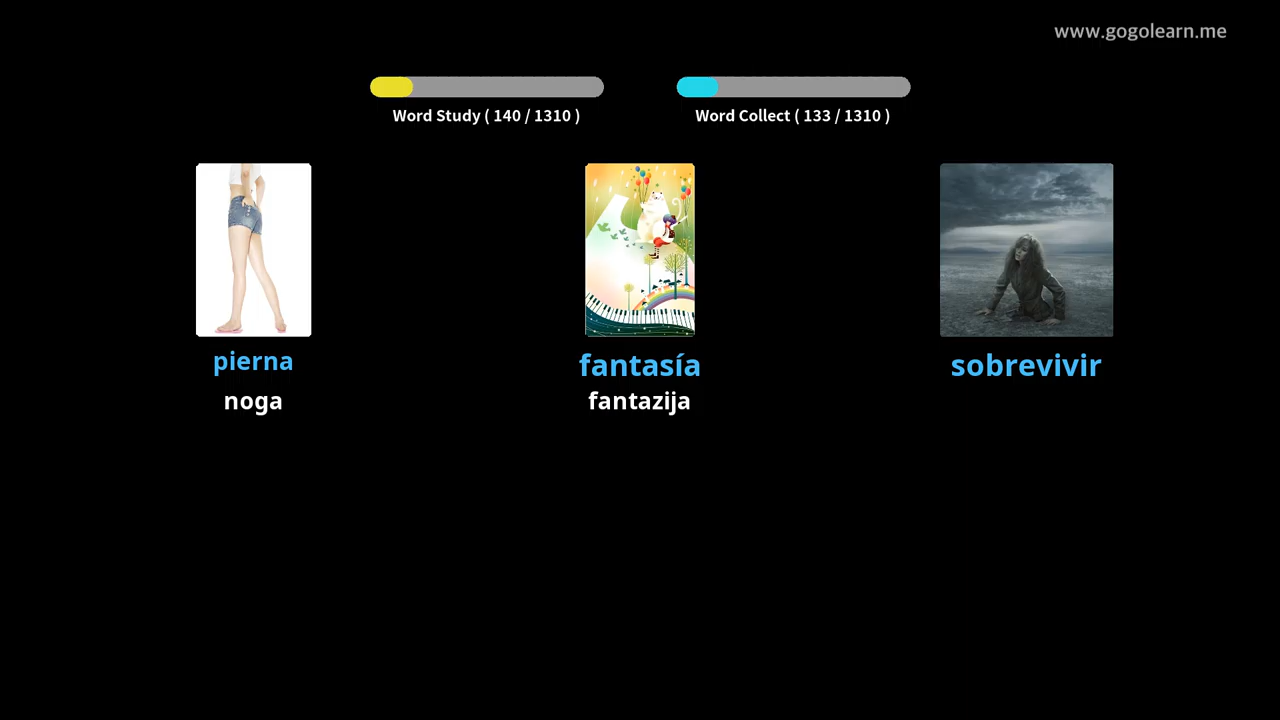 www.gogolearn.me
Word Study ( 140 / 1310 )
Word Collect ( 133 / 1310 )
pierna
noga
fantasía
fantazija
sobrevivir